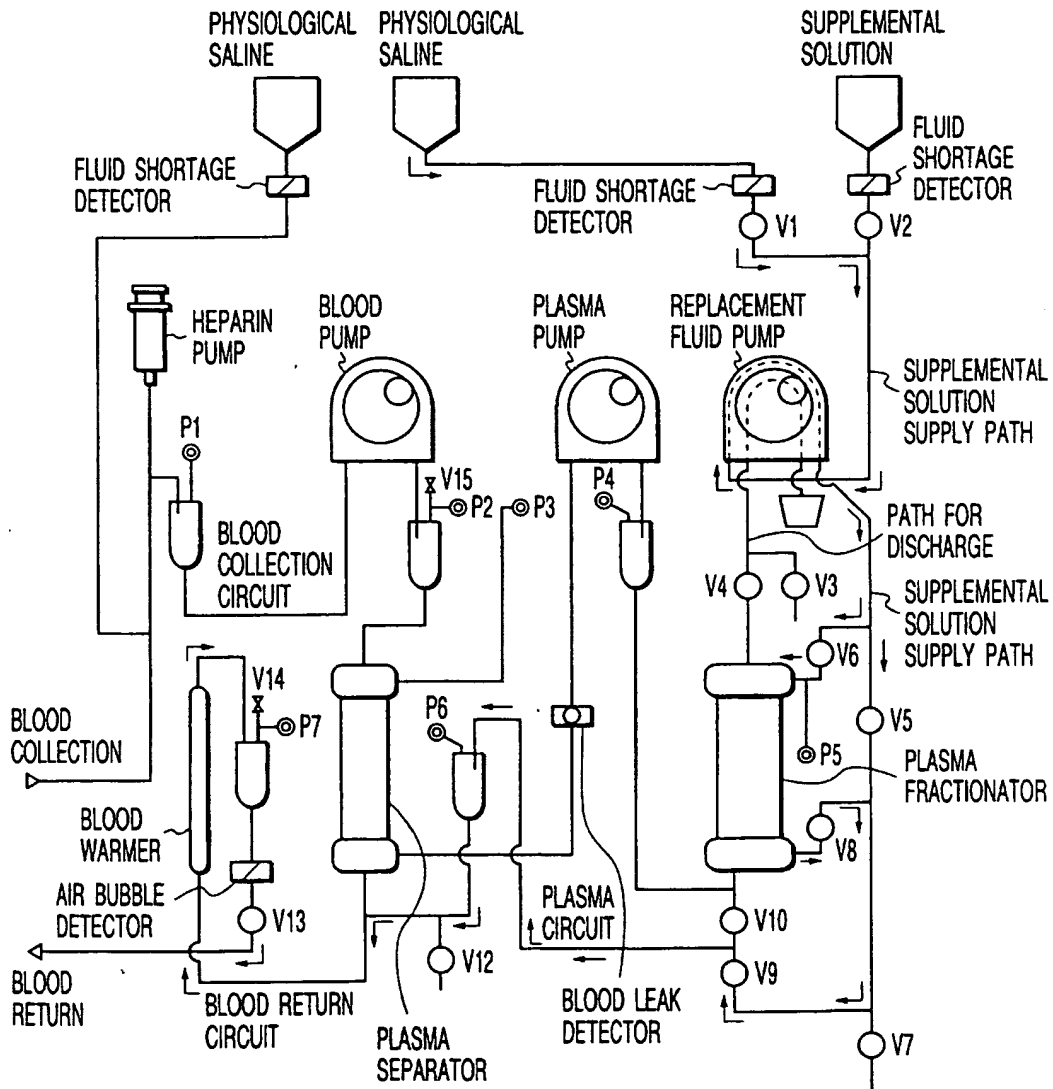 PHYSIOLOGICAL
SALINE
PHYSIOLOGICAL
SALINE
SUPPLEMENTAL
SOLUTION
FLUID SHORTAGE
DETECTOR
FLUID SHORTAGE
DETECTOR
FLUID
SHORTAGE
DETECTOR
V1
V2
HEPARIN
PUMP
BLOOD
PUMP
PLASMA
PUMP
REPLACEMENT
FLUID PUMP
SUPPLEMENTAL
SOLUTION
SUPPLY PATH
P1
V15
P2
P3
P4
BLOOD
COLLECTION
CIRCUIT
PATH FOR
DISCHARGE
V4
V3
SUPPLEMENTAL
SOLUTION
SUPPLY PATH
V6
V14
P7
P6
V5
P5
BLOOD
COLLECTION
PLASMA
FRACTIONATOR
BLOOD
WARMER
V8
AIR BUBBLE
DETECTOR
V13
PLASMA
CIRCUIT
V10
V12
V9
BLOOD
RETURN
BLOOD RETURN
CIRCUIT
PLASMA
SEPARATOR
BLOOD LEAK
DETECTOR
V7